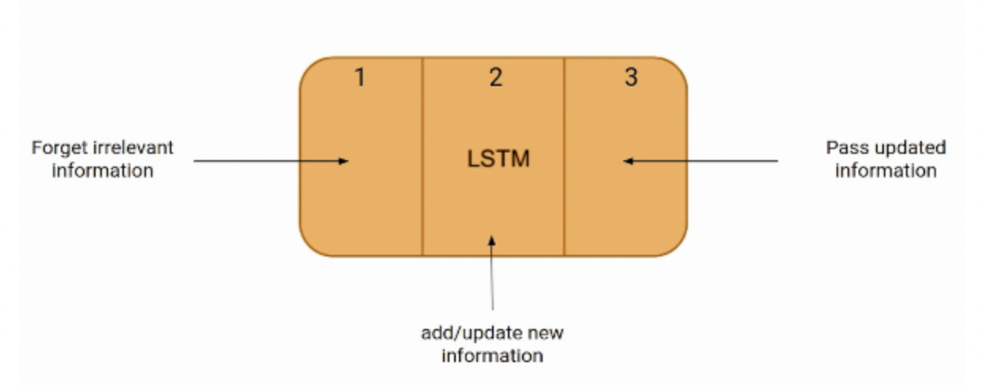 1
2
3
Forget irrelevant
information
LSTM
Pass updated
information
add/update new
information